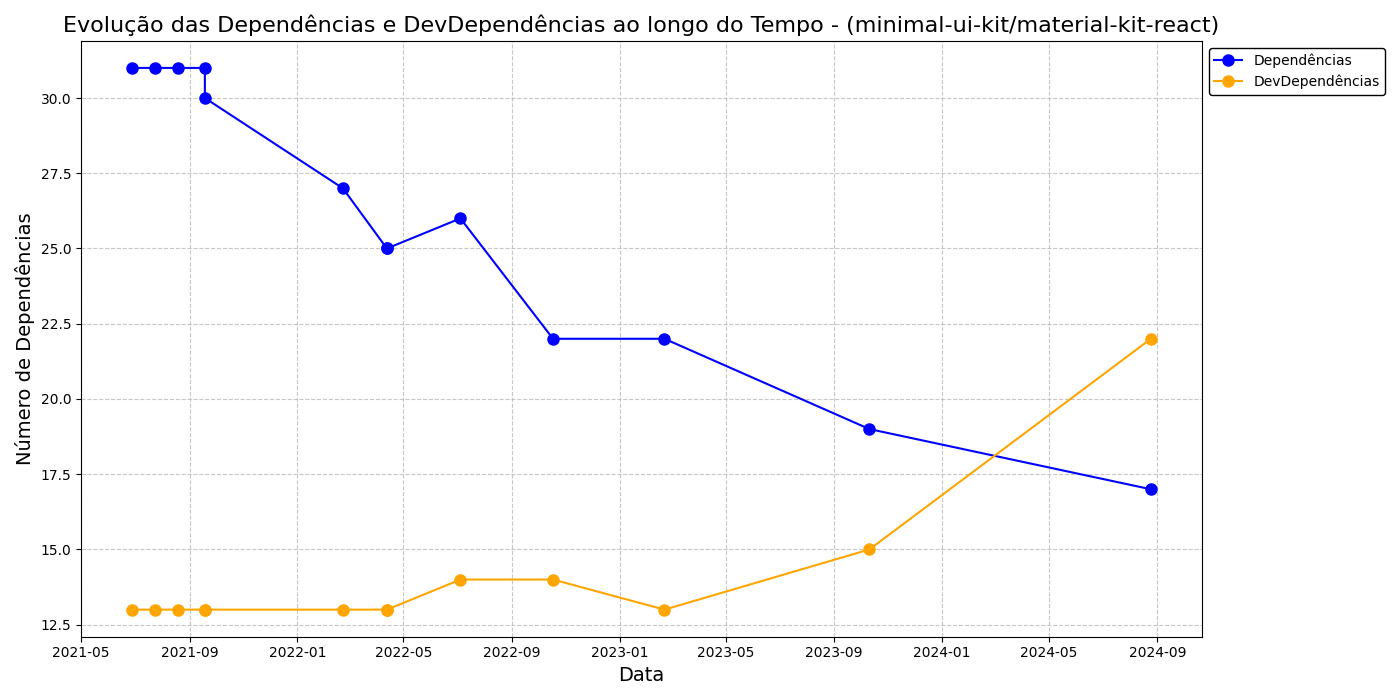 Evolução das Dependências e DevDependências ao longo do Tempo - (minimal-ui-kit/material-kit-react)
Dependências
DevDependências
Número de Dependências
30.0
27.5
25.0
22.5
20.0
17.5
15.0
12.5
2021-05 2021-09 2022-01 2022-05 2022-09 2023-01 2023-05 2023-09 2024-01 2024-05 2024-09
Data